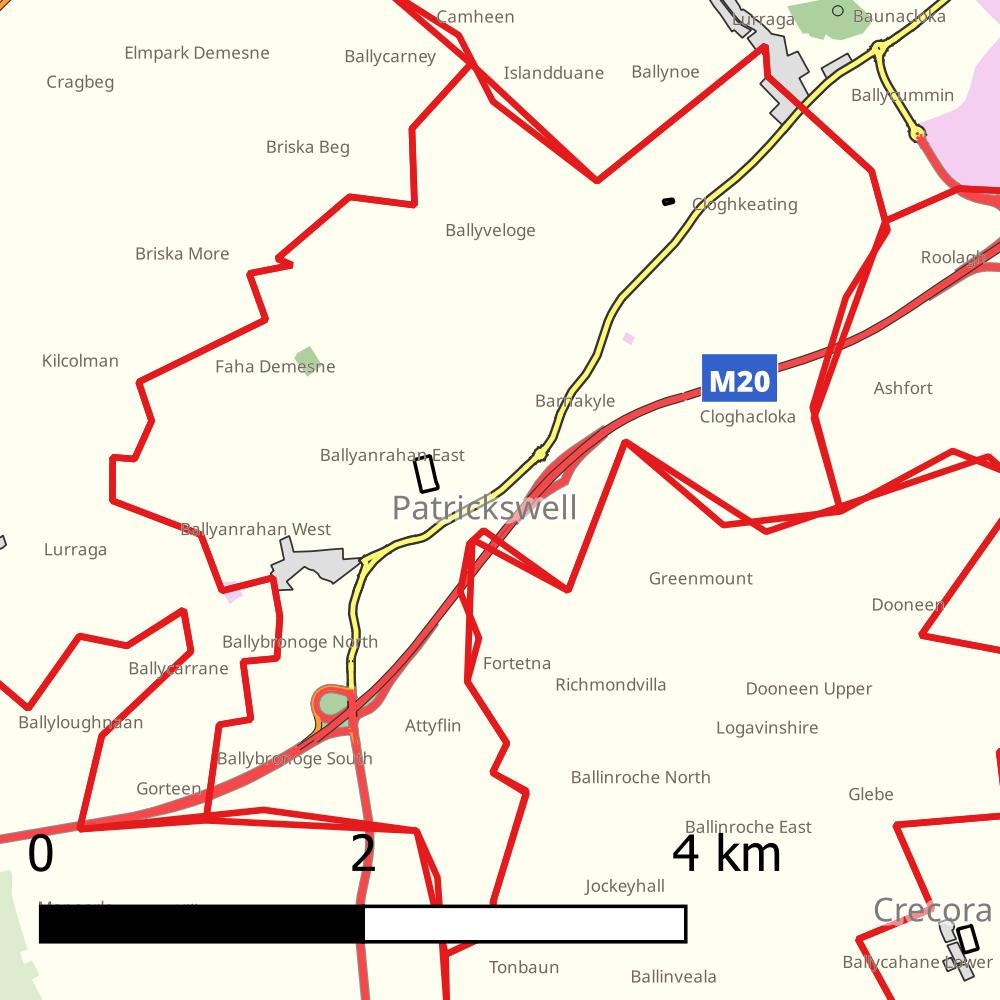 Camheen
Lurraga
Baunacloka
Elmpark Demesne
Ballycarney
Islandduane
Ballynoe
Cragbeg
Ballycummin
Briska Beg
Cloghkeating
Ballyveloge
Briska More
Roolagh
Kilcolman
Faha Demesne
M20
Ashfort
Barnakyle
Cloghacloka
Ballyanrahan East
Patrickswell
Ballyanrahan West
Lurraga
Greenmount
Dooneen
Ballybronoge North
Fortetna
Ballycarrane
Richmondvilla
Dooneen Upper
Ballyloughnaan
Attyflin
Logavinshire
Ballybronoge South
Ballinroche North
Gorteen
Glebe
Ballinroche East
0
2
4 km
Jockeyhall
Crecora
Ballycahane Lower
Tonbaun
Ballinveala